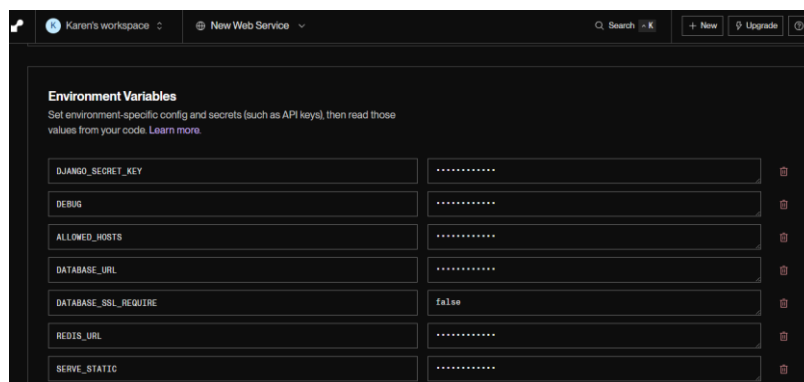 K Karen's workspace New Web Service Search ^ K + New Upgrade
Environment Variables
Set environment-specific config and secrets (such as API keys), then read those
values from your code. Learn more.
DJANGO_SECRET_KEY ············
DEBUG ············
ALLOWED_HOSTS ············
DATABASE_URL ············
DATABASE_SSL_REQUIRE false
REDIS_URL ············
SERVE_STATIC ············